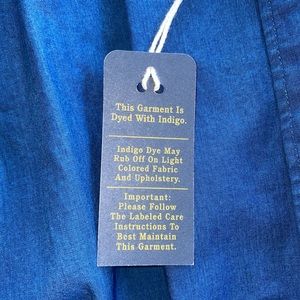 This Garment Is
Dyed With Indigo.
Indigo Dye May
Rub Off On Light
Colored Fabric
And Upholstery.
Important:
Please Follow
The Labeled Care
Instructions To
Best Maintain
This Garment.